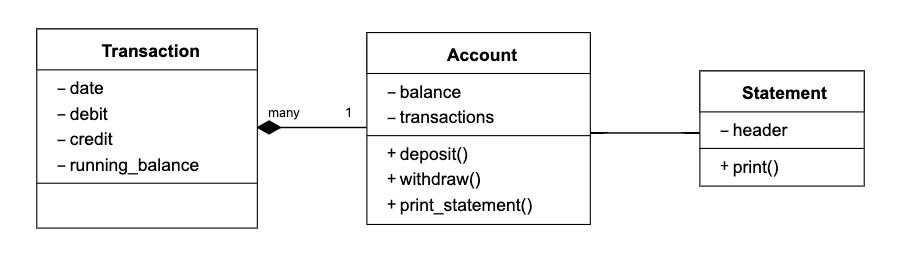 Transaction
– date
– debit
– credit
– running_balance
many
1
Account
– balance
– transactions
+ deposit()
+ withdraw()
+ print_statement()
Statement
– header
+ print()